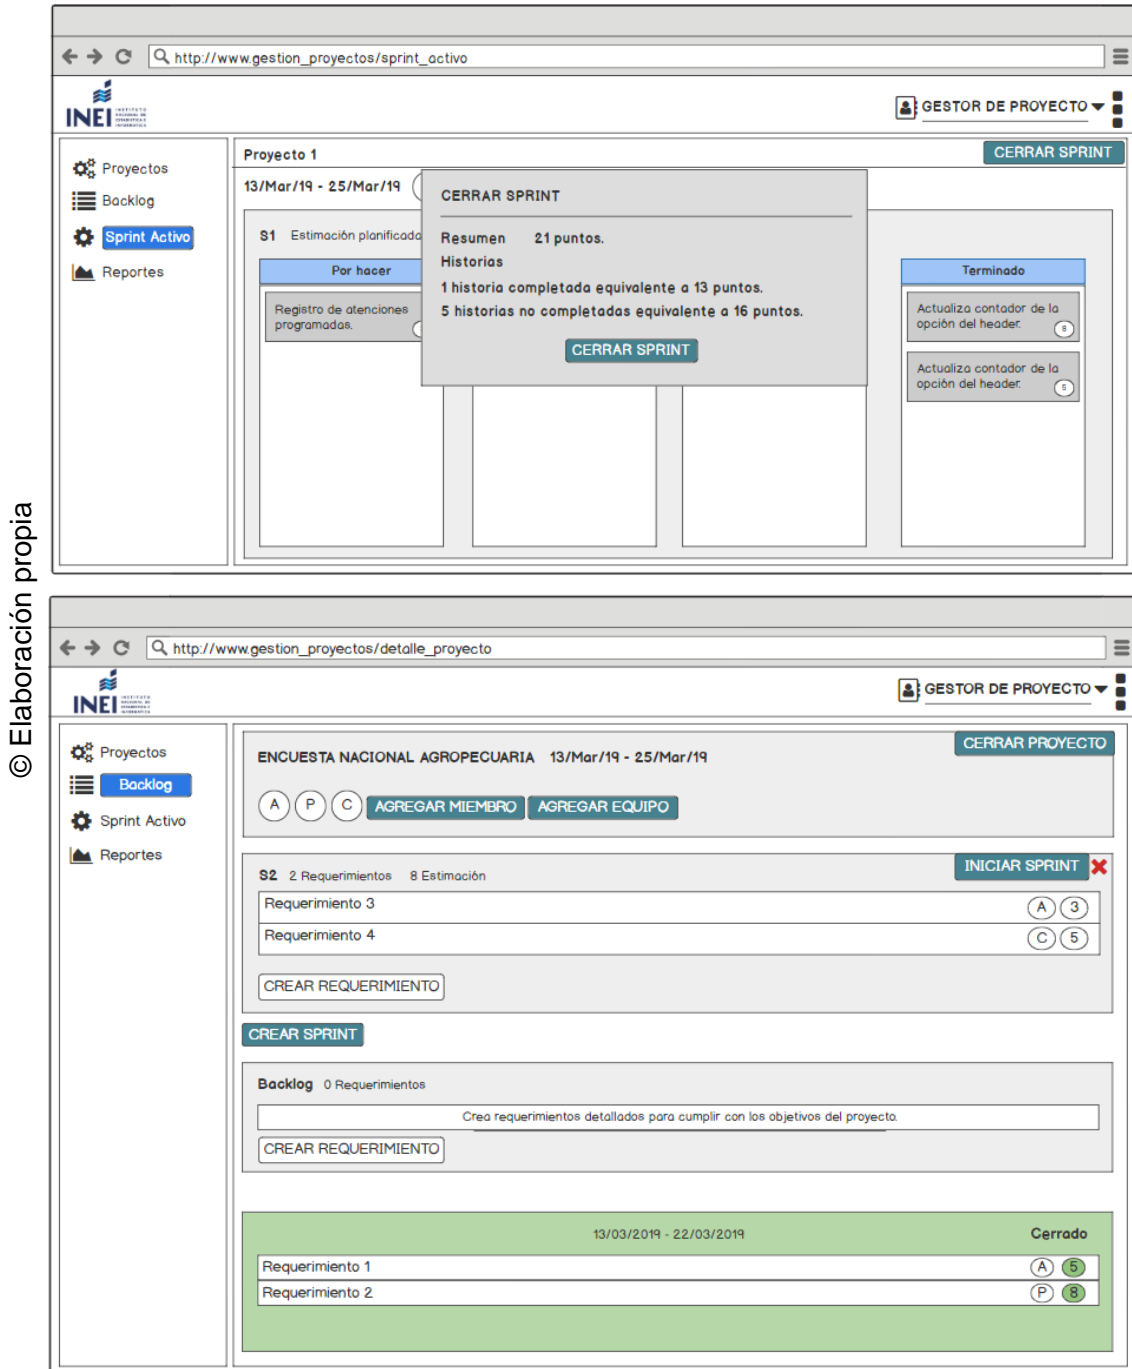 © Elaboración propia
http://www.gestion_proyectos/sprint_activo
INEI INSTITUTO NACIONAL DE ESTADISTICA E INFORMATICA
GESTOR DE PROYECTO
Proyectos
Backlog
Sprint Activo
Reportes
Proyecto 1
CERRAR SPRINT
13/Mar/19 - 25/Mar/19
S1 Estimación planificada
Por hacer
Registro de atenciones
programadas.
CERRAR SPRINT
Resumen 21 puntos.
Historias
1 historia completada equivalente a 13 puntos.
5 historias no completadas equivalente a 16 puntos.
CERRAR SPRINT
Terminado
Actualiza contador de la
opción del header. 8
Actualiza contador de la
opción del header. 5
http://www.gestion_proyectos/detalle_proyecto
INEI
GESTOR DE PROYECTO
Proyectos
Backlog
Sprint Activo
Reportes
CERRAR PROYECTO
ENCUESTA NACIONAL AGROPECUARIA 13/Mar/19 - 25/Mar/19
A P C AGREGAR MIEMBRO AGREGAR EQUIPO
INICIAR SPRINT
S2 2 Requerimientos 8 Estimación
Requerimiento 3 A 3
Requerimiento 4 C 5
CREAR REQUERIMIENTO
CREAR SPRINT
Backlog 0 Requerimientos
Crea requerimientos detallados para cumplir con los objetivos del proyecto.
CREAR REQUERIMIENTO
13/03/2019 - 22/03/2019 Cerrado
Requerimiento 1 A 5
Requerimiento 2 P 8